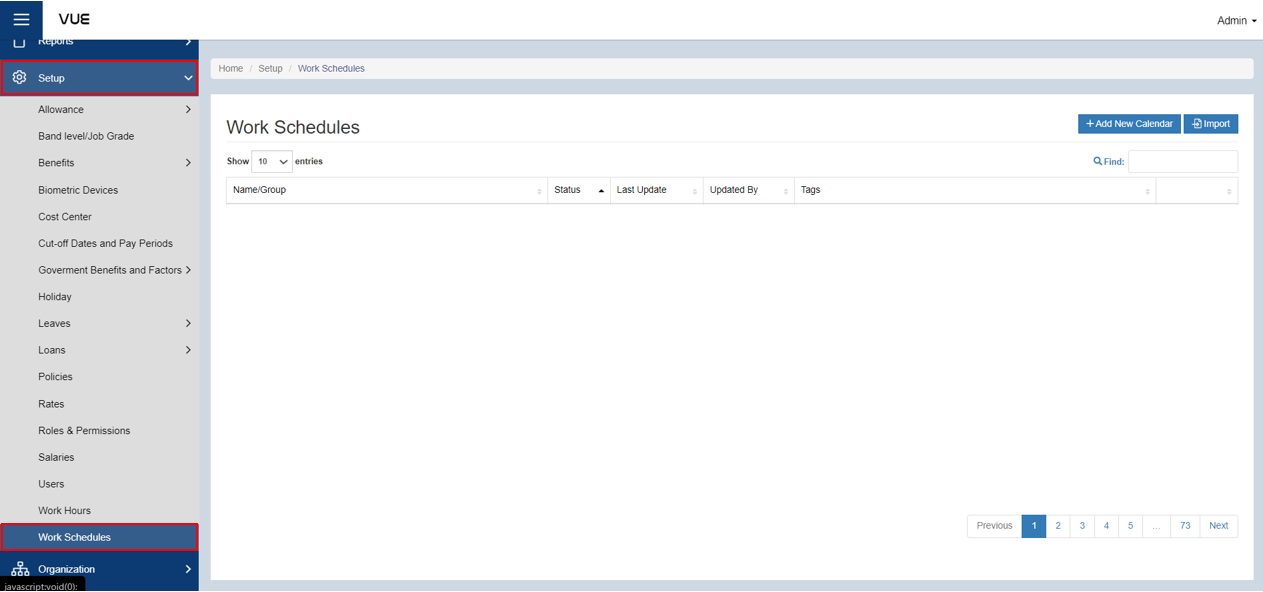 VUE
Admin
Reports
Setup
Allowance
Band level/Job Grade
Benefits
Biometric Devices
Cost Center
Cut-off Dates and Pay Periods
Goverment Benefits and Factors
Holiday
Leaves
Loans
Policies
Rates
Roles & Permissions
Salaries
Users
Work Hours
Work Schedules
Organization
javascript:void(0);
Home / Setup / Work Schedules
Work Schedules
+ Add New Calendar Import
Show 10 entries
Find:
Name/Group Status Last Update Updated By Tags
Previous 1 2 3 4 5 ... 73 Next